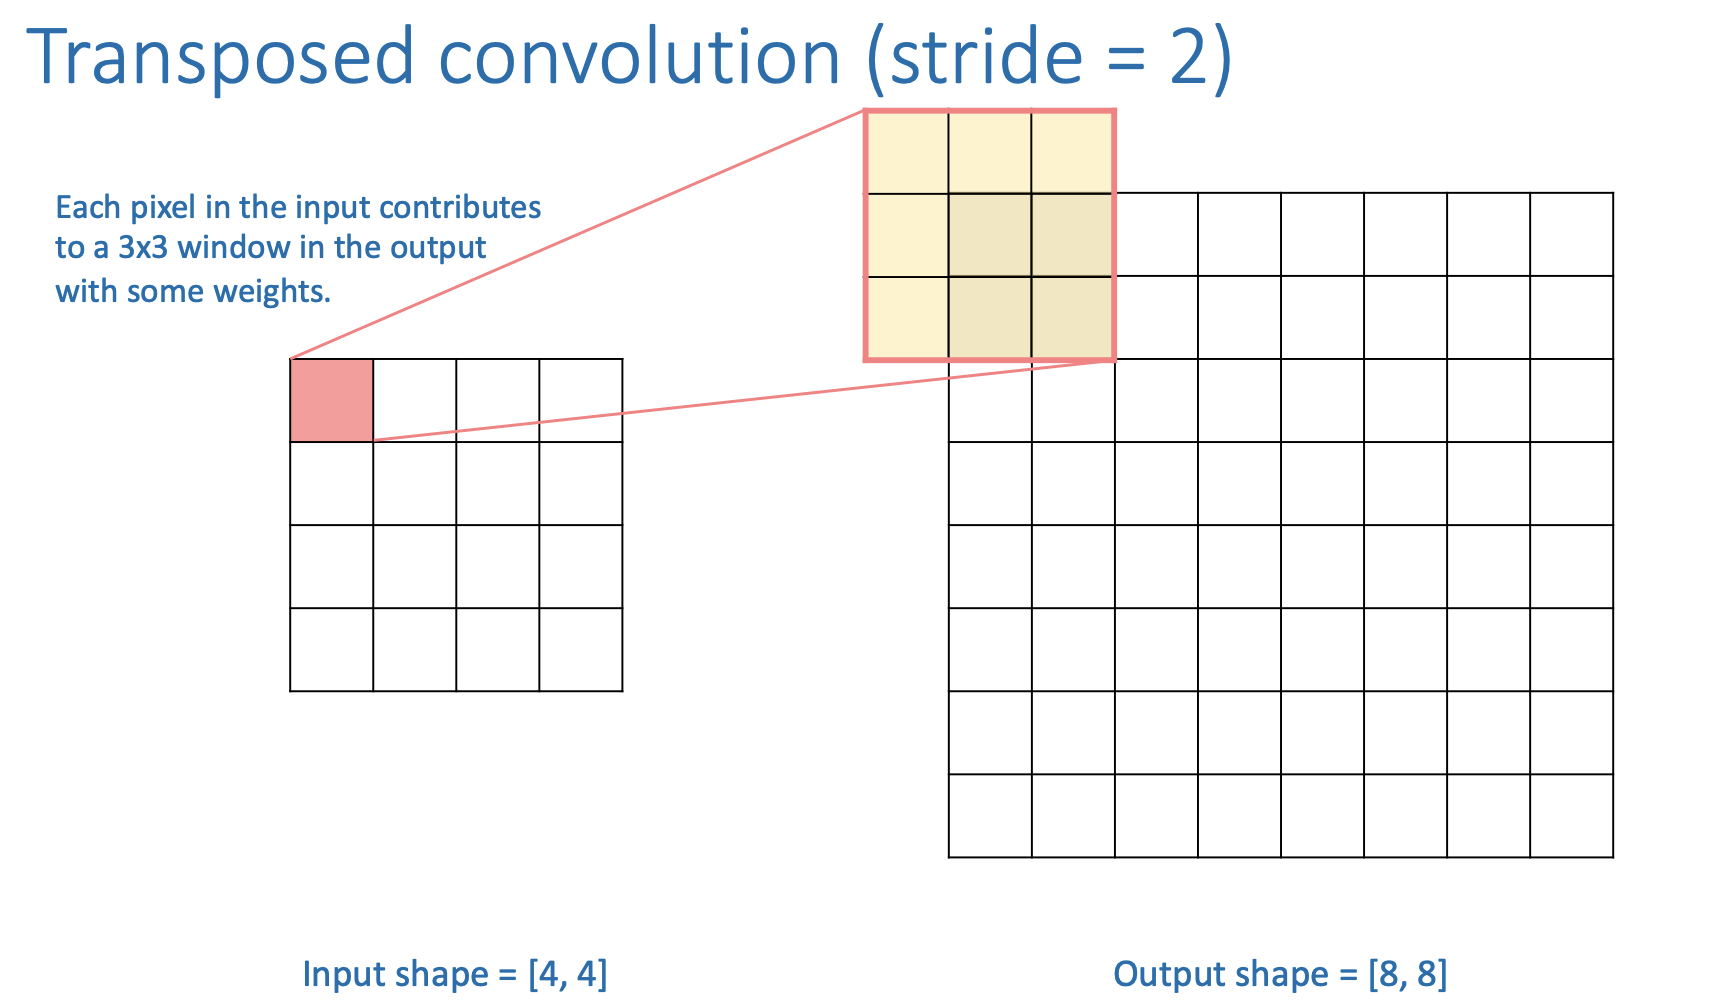 Transposed convolution (stride = 2)
Each pixel in the input contributes
to a 3x3 window in the output
with some weights.
Input shape = [4, 4]
Output shape = [8, 8]